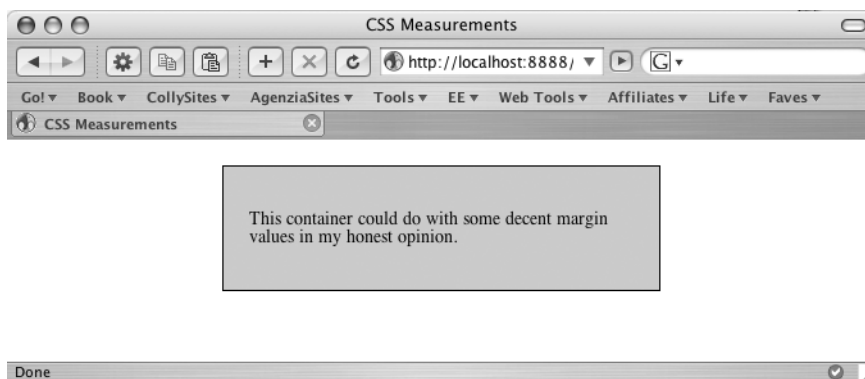 CSS Measurements
http://localhost:8888/
G
Go! Book CollySites AgenziaSites Tools EE Web Tools Affiliates Life Faves
CSS Measurements
This container could do with some decent margin
values in my honest opinion.
Done